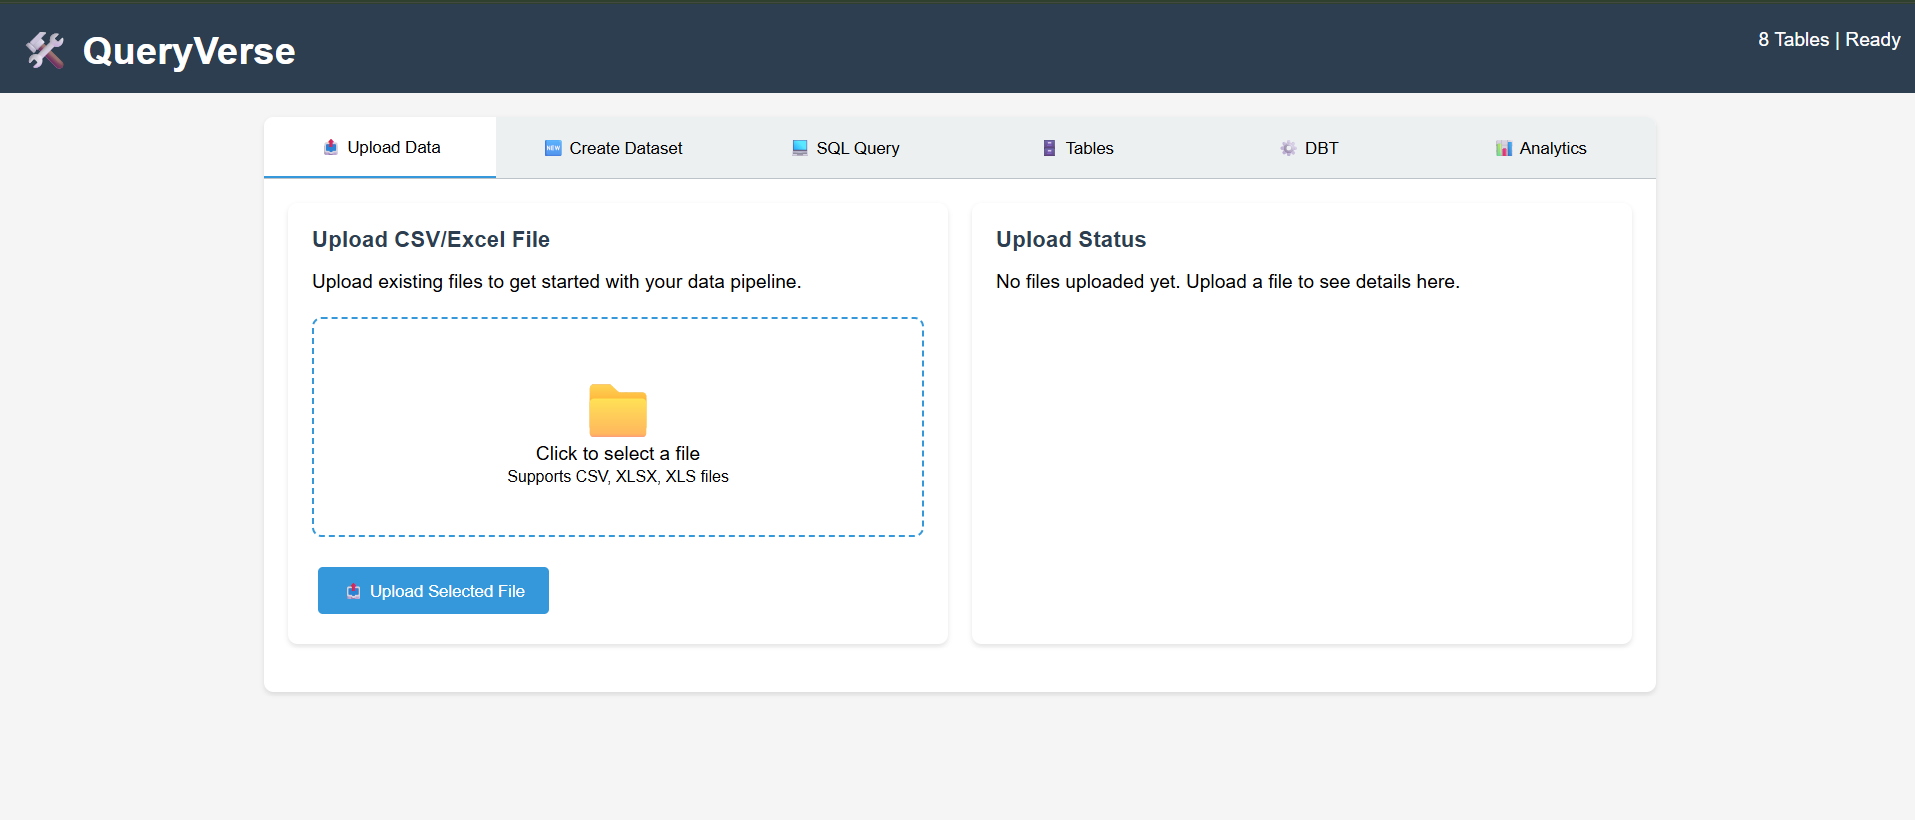 QueryVerse
8 Tables | Ready
Upload Data
Create Dataset
SQL Query
Tables
DBT
Analytics
Upload CSV/Excel File
Upload existing files to get started with your data pipeline.
Click to select a file
Supports CSV, XLSX, XLS files
Upload Selected File
Upload Status
No files uploaded yet. Upload a file to see details here.